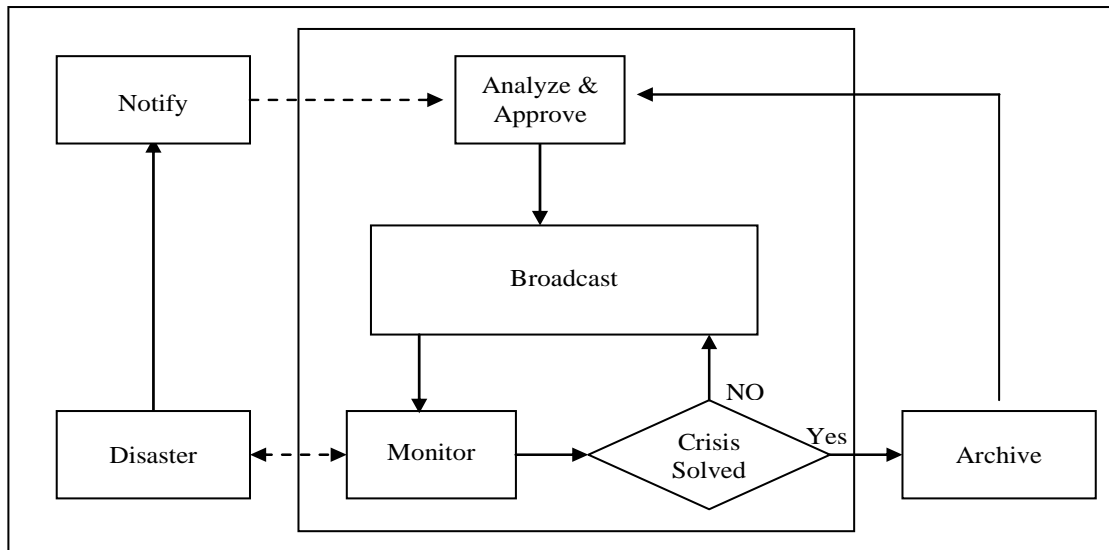 Notify
Analyze &
Approve
Broadcast
NO
Disaster
Monitor
Crisis
Solved
Yes
Archive